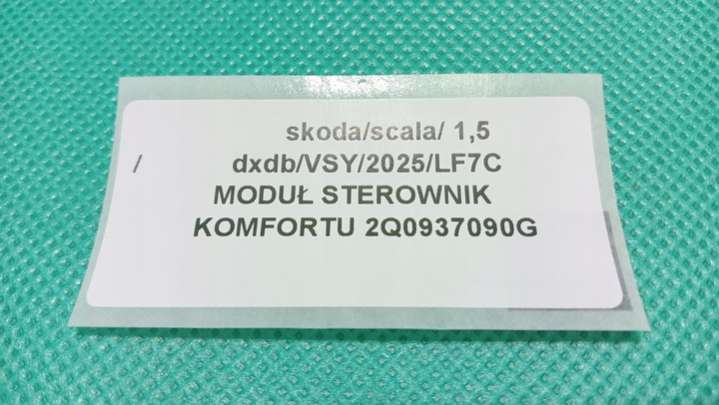 skoda/scala/ 1,5
/ dxdb/VSY/2025/LF7C
MODUŁ STEROWNIK
KOMFORTU 2Q0937090G